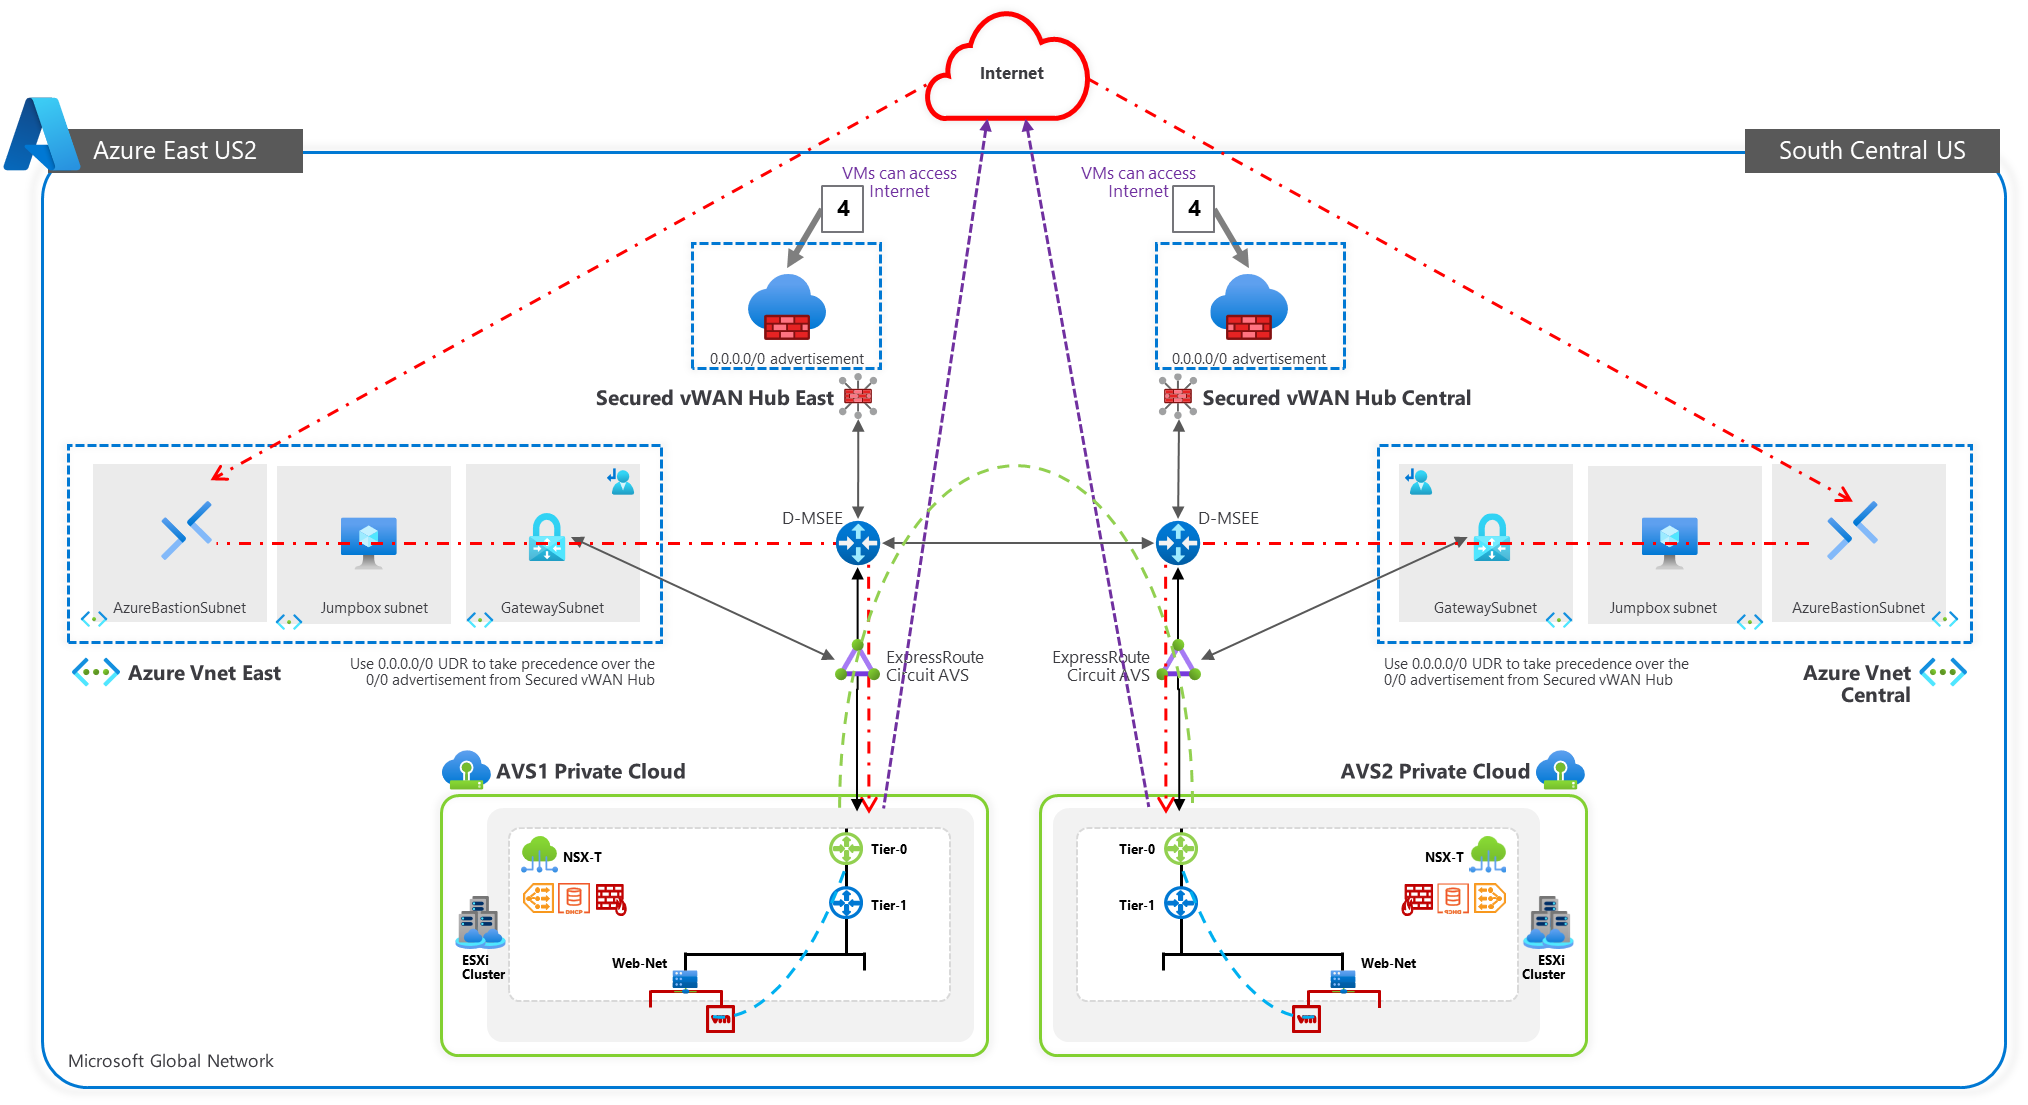 Internet
Azure East US2
South Central US
VMs can access
Internet
4
VMs can access
Internet
4
0.0.0.0/0 advertisement
0.0.0.0/0 advertisement
Secured vWAN Hub East
Secured vWAN Hub Central
D-MSEE
D-MSEE
AzureBastionSubnet
Jumpbox subnet
GatewaySubnet
GatewaySubnet
Jumpbox subnet
AzureBastionSubnet
Azure Vnet East
Use 0.0.0.0/0 UDR to take precedence over the
0/0 advertisement from Secured vWAN Hub
ExpressRoute
Circuit AVS
ExpressRoute
Circuit AVS
Use 0.0.0.0/0 UDR to take precedence over the
0/0 advertisement from Secured vWAN Hub
Azure Vnet
Central
AVS1 Private Cloud
AVS2 Private Cloud
NSX-T
Tier-0
DHCP
Tier-1
Tier-0
NSX-T
Tier-1
DHCP
ESXi
Cluster
Web-Net
vm
Web-Net
vm
ESXi
Cluster
Microsoft Global Network